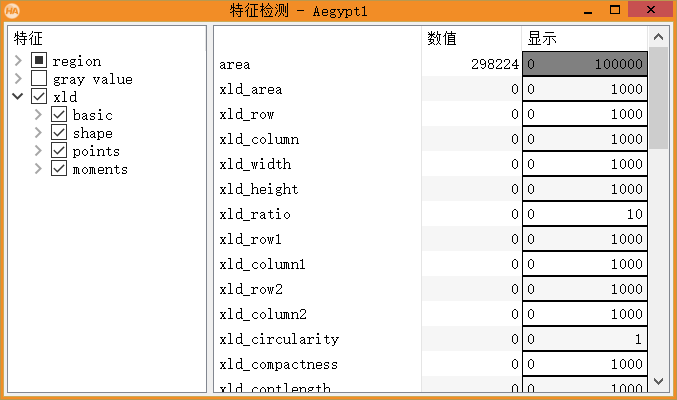 HA 特征检测 - Aegypt1
特征
region
gray value
xld
basic
shape
points
moments
数值 显示
area 298224 0 100000
xld_area 0 0 1000
xld_row 0 0 1000
xld_column 0 0 1000
xld_width 0 0 1000
xld_height 0 0 1000
xld_ratio 0 0 10
xld_row1 0 0 1000
xld_column1 0 0 1000
xld_row2 0 0 1000
xld_column2 0 0 1000
xld_circularity 0 0 1
xld_compactness 0 0 1000
xld_contlength 0 0 1000